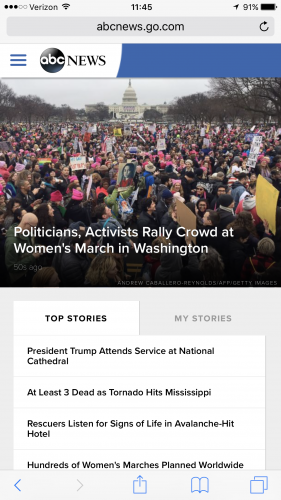 Verizon 11:45 91%
abcnews.go.com
abc NEWS
Politicians, Activists Rally Crowd at
Women's March in Washington
50s ago
ANDREW CABALLERO-REYNOLDS/AFP/GETTY IMAGES
TOP STORIES MY STORIES
President Trump Attends Service at National
Cathedral
At Least 3 Dead as Tornado Hits Mississippi
Rescuers Listen for Signs of Life in Avalanche-Hit
Hotel
Hundreds of Women's Marches Planned Worldwide